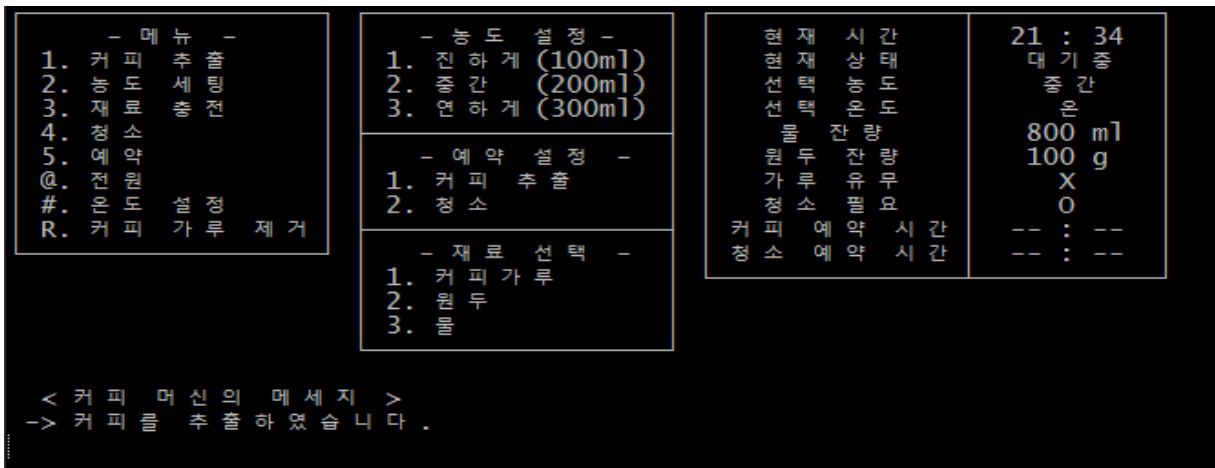 - 메뉴 -
1. 커피 추출
2. 농도 세팅
3. 재료 충전
4. 청소
5. 예약
@. 전원
#. 온도 설정
R. 커피 가루 제거
- 농도 설정 -
1. 진하게 (100ml)
2. 중간 (200ml)
3. 연하게 (300ml)
- 예약 설정 -
1. 커피 추출
2. 청소
- 재료 선택 -
1. 커피가루
2. 원두
3. 물
현재 시간 21 : 34
현재 상태 대기중
선택 농도 중간
선택 온도 온
물 잔량 800 ml
원두 잔량 100 g
가루 유무 X
청소 필요 O
커피 예약 시간 -- : --
청소 예약 시간 -- : --
< 커피 머신의 메세지 >
-> 커피를 추출하였습니다.